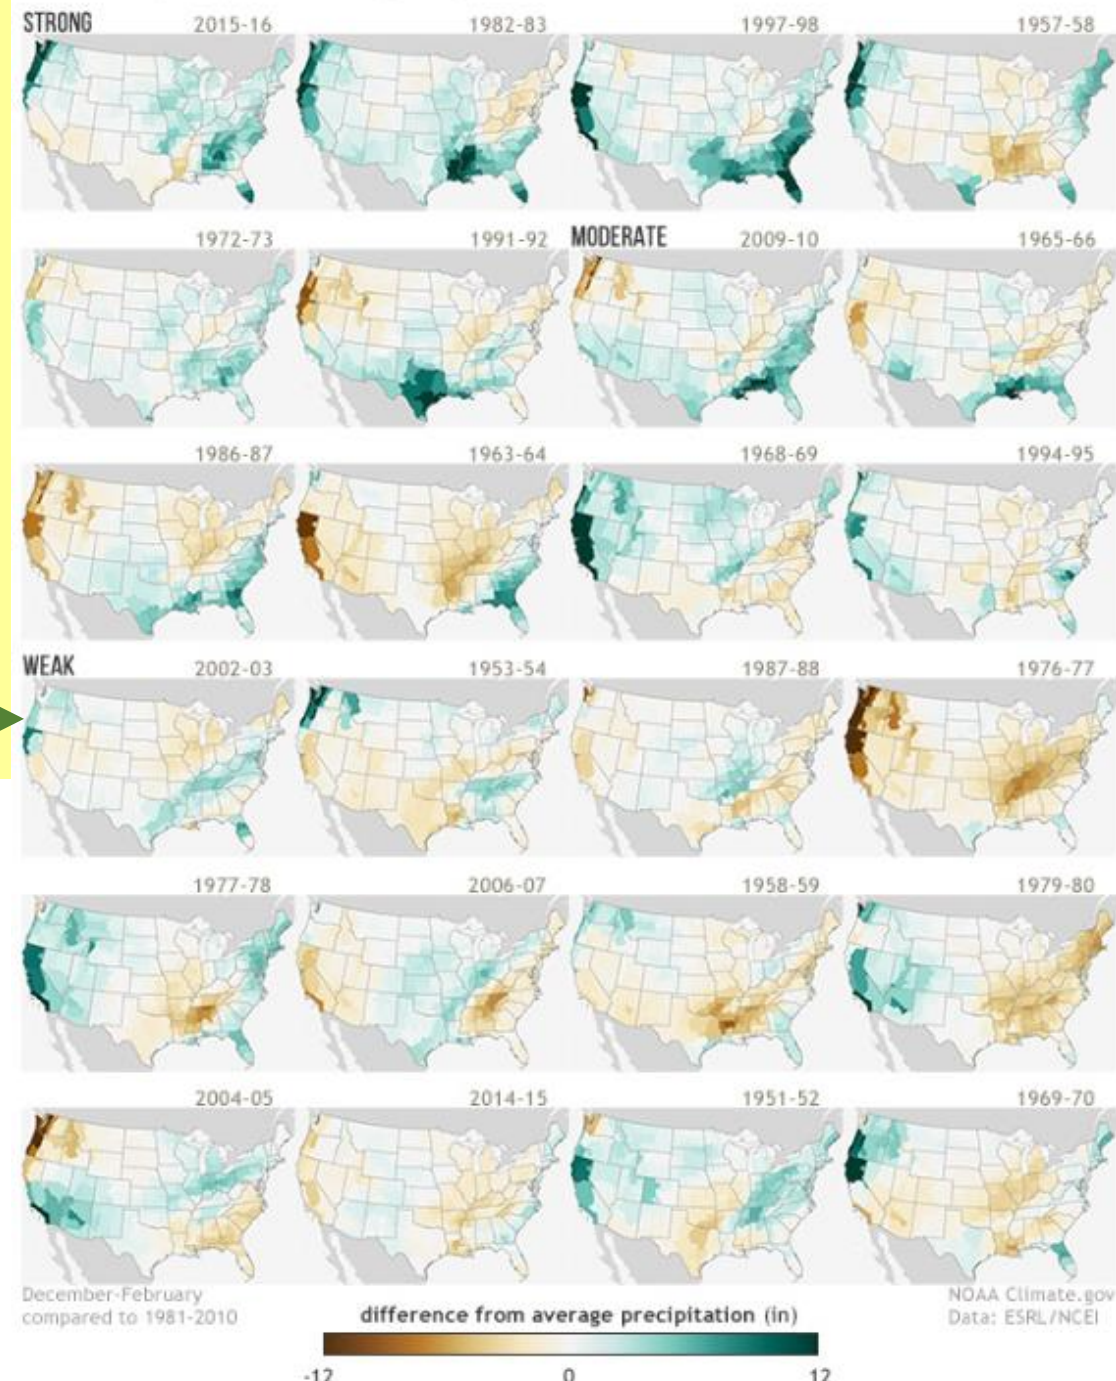 STRONG 2015-16 1982-83 1997-98 1957-58
1972-73 1991-92 MODERATE 2009-10 1965-66
1986-87 1963-64 1968-69 1994-95
WEAK 2002-03 1953-54 1987-88 1976-77
1977-78 2006-07 1958-59 1979-80
2004-05 2014-15 1951-52 1969-70
December-February
compared to 1981-2010
difference from average precipitation (in)
-12 0 12
NOAA Climate.gov
Data: ESRL/NCEI